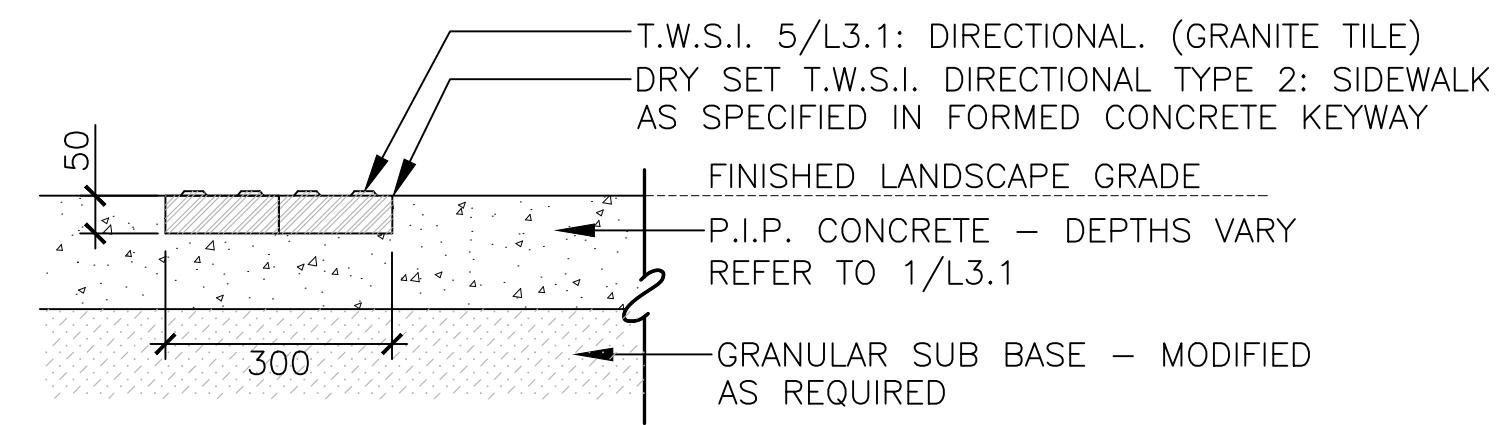 T.W.S.I. 5/L3.1: DIRECTIONAL. (GRANITE TILE)
DRY SET T.W.S.I. DIRECTIONAL TYPE 2: SIDEWALK
AS SPECIFIED IN FORMED CONCRETE KEYWAY
50
FINISHED LANDSCAPE GRADE
P.I.P. CONCRETE – DEPTHS VARY
REFER TO 1/L3.1
300
GRANULAR SUB BASE – MODIFIED
AS REQUIRED